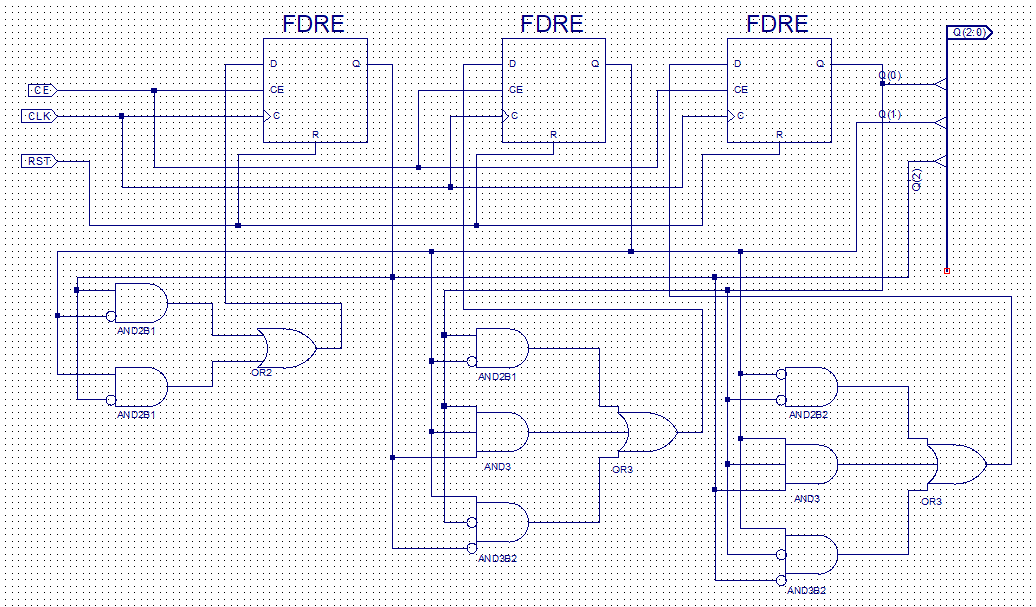 FDRE
FDRE
FDRE
Q(2:0)
D
Q
D
Q
D
Q
Q(0)
CE
CE
CE
CE
CLK
C
C
C
Q(1)
R
R
R
RST
Q(2)
AND2B1
OR2
AND2B1
AND2B1
AND3
OR3
AND3B2
AND2B2
AND3
OR3
AND3B2